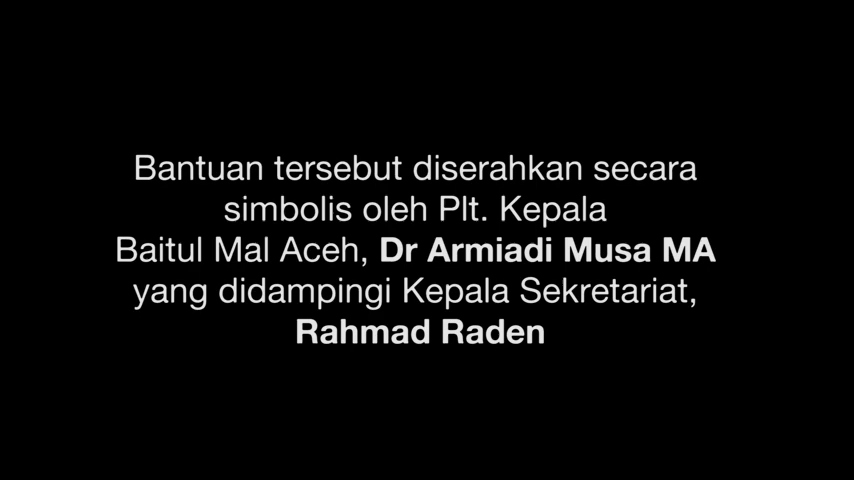 Bantuan tersebut diserahkan secara
simbolis oleh Plt. Kepala
Baitul Mal Aceh, Dr Armiadi Musa MA
yang didampingi Kepala Sekretariat,
Rahmad Raden